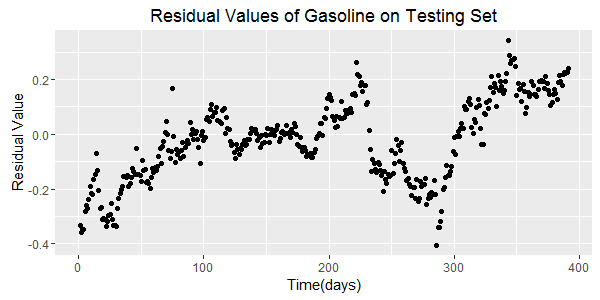 Residual Values of Gasoline on Testing Set
Residual Value
0.2
0.0
-0.2
-0.4
0 100 200 300 400
Time(days)